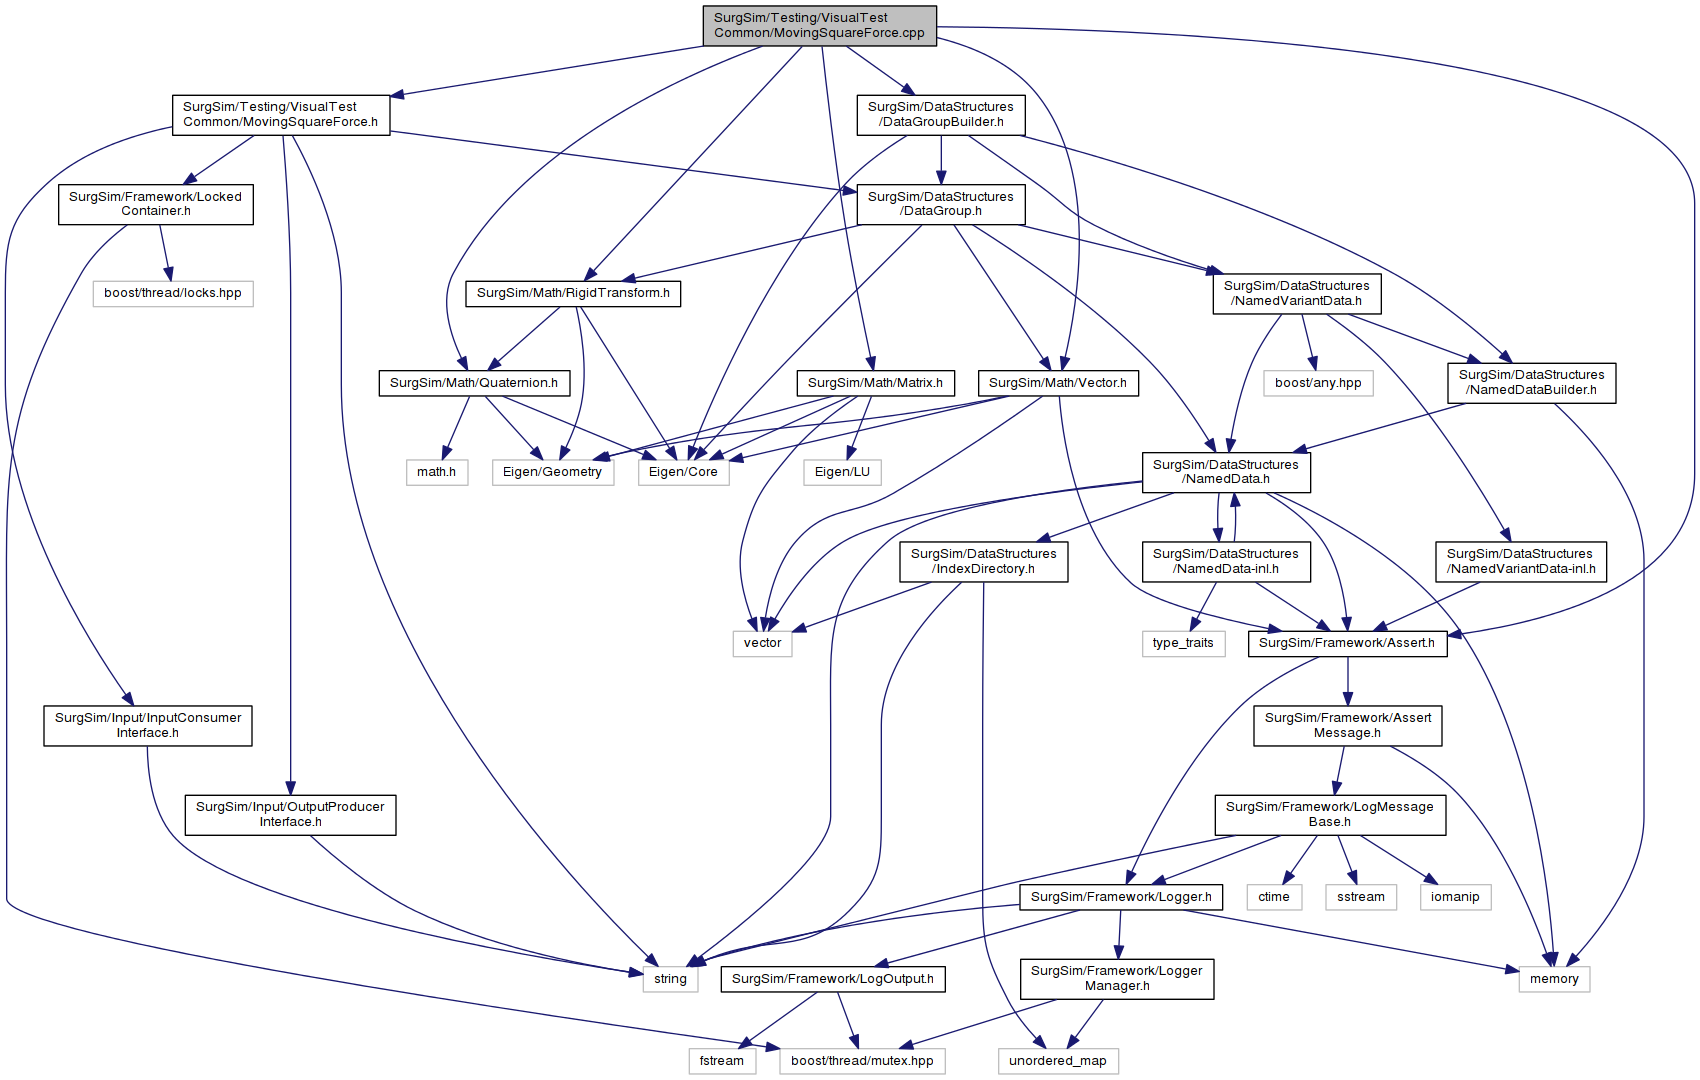 SurgSim/Testing/VisualTest
Common/MovingSquareForce.cpp
SurgSim/Testing/VisualTest
Common/MovingSquareForce.h
SurgSim/DataStructures
/DataGroupBuilder.h
SurgSim/Framework/Locked
Container.h
SurgSim/DataStructures
/DataGroup.h
boost/thread/locks.hpp
SurgSim/Math/RigidTransform.h
SurgSim/DataStructures
/NamedVariantData.h
SurgSim/Math/Quaternion.h
SurgSim/Math/Matrix.h
SurgSim/Math/Vector.h
boost/any.hpp
SurgSim/DataStructures
/NamedDataBuilder.h
math.h
Eigen/Geometry
Eigen/Core
Eigen/LU
SurgSim/DataStructures
/NamedData.h
SurgSim/DataStructures
/IndexDirectory.h
SurgSim/DataStructures
/NamedData-inl.h
SurgSim/DataStructures
/NamedVariantData-inl.h
vector
type_traits
SurgSim/Framework/Assert.h
SurgSim/Input/InputConsumer
Interface.h
SurgSim/Framework/Assert
Message.h
SurgSim/Input/OutputProducer
Interface.h
SurgSim/Framework/LogMessage
Base.h
SurgSim/Framework/Logger.h
ctime
sstream
iomanip
string
SurgSim/Framework/LogOutput.h
SurgSim/Framework/Logger
Manager.h
memory
fstream
boost/thread/mutex.hpp
unordered_map